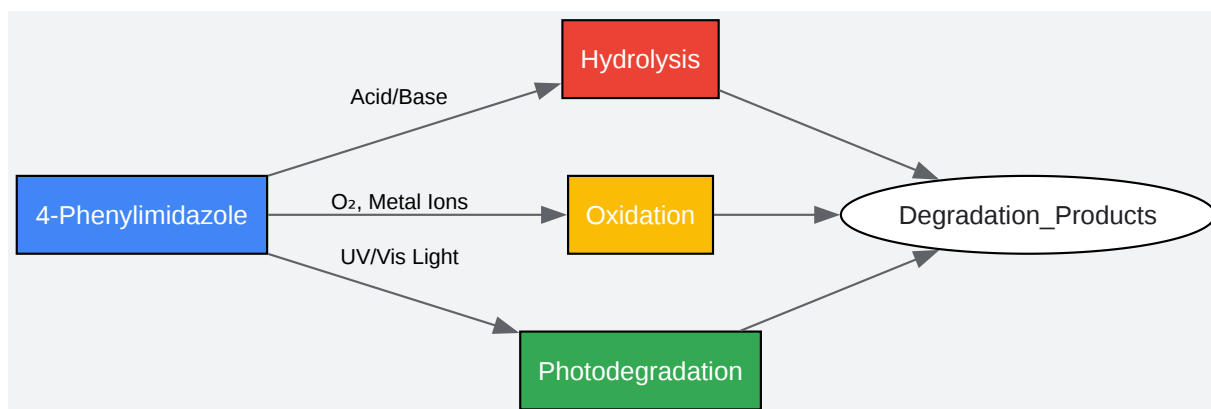 Hydrolysis
Acid/Base
4-Phenylimidazole
O₂, Metal Ions
Oxidation
Degradation_Products
UV/Vis Light
Photodegradation